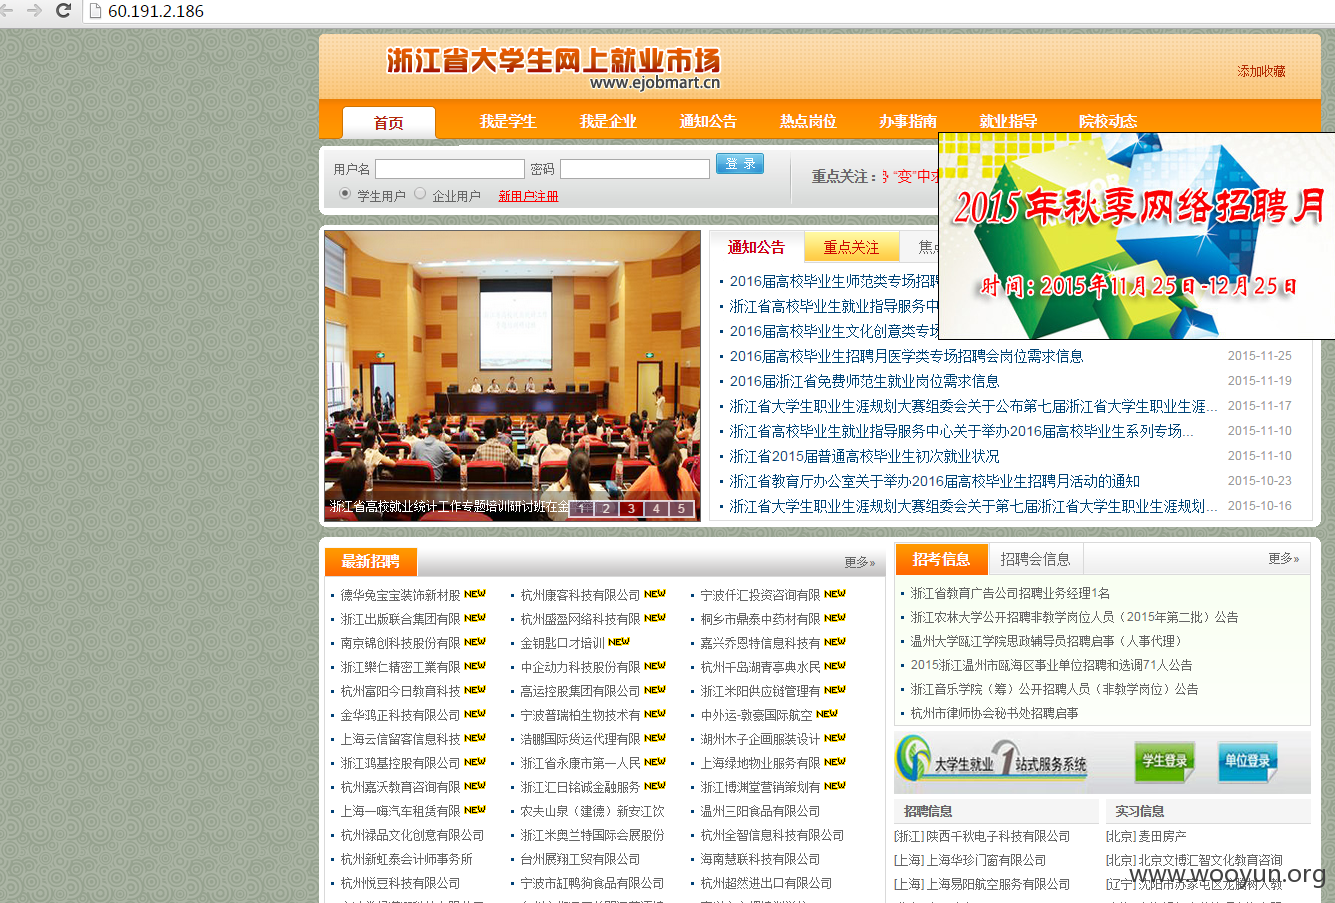 60.191.2.186
浙江省大学生网上就业市场
www.ejobmart.cn
添加收藏
首页 我是学生 我是企业 通知公告 热点岗位 办事指南 就业指导 院校动态
用户名 密码 登 录
学生用户 企业用户 新用户注册
重点关注： “变”中
2015年秋季网络招聘月
时间：2015年11月25日-12月25日
通知公告 重点关注
2016届高校毕业生师范类专场招聘
浙江省高校毕业生就业指导服务中
2016届高校毕业生文化创意类专场
2016届高校毕业生招聘月医学类专场招聘会岗位需求信息 2015-11-25
2016届浙江省免费师范生就业岗位需求信息 2015-11-19
浙江省大学生职业生涯规划大赛组委会关于公布第七届浙江省大学生职业生涯... 2015-11-17
浙江省高校毕业生就业指导服务中心关于举办2016届高校毕业生系列专场... 2015-11-10
浙江省2015届普通高校毕业生初次就业状况 2015-11-10
浙江省教育厅办公室关于举办2016届高校毕业生招聘月活动的通知 2015-10-23
浙江省大学生职业生涯规划大赛组委会关于第七届浙江省大学生职业生涯规划... 2015-10-16
浙江省高校就业统计工作专题培训研讨班在金 1 2 3 4 5
最新招聘 更多»
德华兔宝宝装饰新材股 NEW 杭州康客科技有限公司 NEW 宁波仟汇投资咨询有限 NEW
浙江出版联合集团有限 NEW 杭州盛盈网络科技有限 NEW 桐乡市鼎泰中药材有限 NEW
南京锦创科技股份有限 NEW 金钥匙口才培训 NEW 嘉兴乔恩特信息科技有 NEW
浙江樂仁精密工業有限 NEW 中企动力科技股份有限 NEW 杭州千岛湖青亭典水民 NEW
杭州富阳今日教育科技 NEW 高运控股集团有限公司 NEW 浙江米阳供应链管理有 NEW
金华鸿正科技有限公司 NEW 宁波普瑞柏生物技术有 NEW 中外运-敦豪国际航空 NEW
上海云信留客信息科技 NEW 浩鹏国际货运代理有限 NEW 湖州木子企画服装设计 NEW
浙江鸿基控股有限公司 NEW 浙江省永康市第一人民 NEW 上海绿地物业服务有限 NEW
杭州嘉沃教育咨询有限 NEW 浙江汇日铭诚金融服务 NEW 浙江博渊堂营销策划有 NEW
上海一嗨汽车租赁有限 NEW 农夫山泉（建德）新安江饮 温州三阳食品有限公司
杭州禄品文化创意有限公司 浙江米奥兰特国际会展股份 杭州全智信息科技有限公司
杭州新虹泰会计师事务所 台州展翔工贸有限公司 海南慧联科技有限公司
杭州悦豆科技有限公司 宁波市缸鸭狗食品有限公司 杭州超然进出口有限公司
招考信息 招聘会信息 更多»
浙江省教育广告公司招聘业务经理1名
浙江农林大学公开招聘非教学岗位人员（2015年第二批）公告
温州大学瓯江学院思政辅导员招聘启事（人事代理）
2015浙江温州市瓯海区事业单位招聘和选调71人公告
浙江音乐学院（筹）公开招聘人员（非教学岗位）公告
杭州市律师协会秘书处招聘启事
大学生就业1站式服务系统 学生登录 单位登录
招聘信息 实习信息
[浙江]陕西千秋电子科技有限公司 [北京]麦田房产
[上海]上海华珍门窗有限公司 [北京]北京文博汇智文化教育咨询
[上海]上海易阳航空服务有限公司 [辽宁]沈阳市苏家屯区龙腾树人教
www.wooyun.org